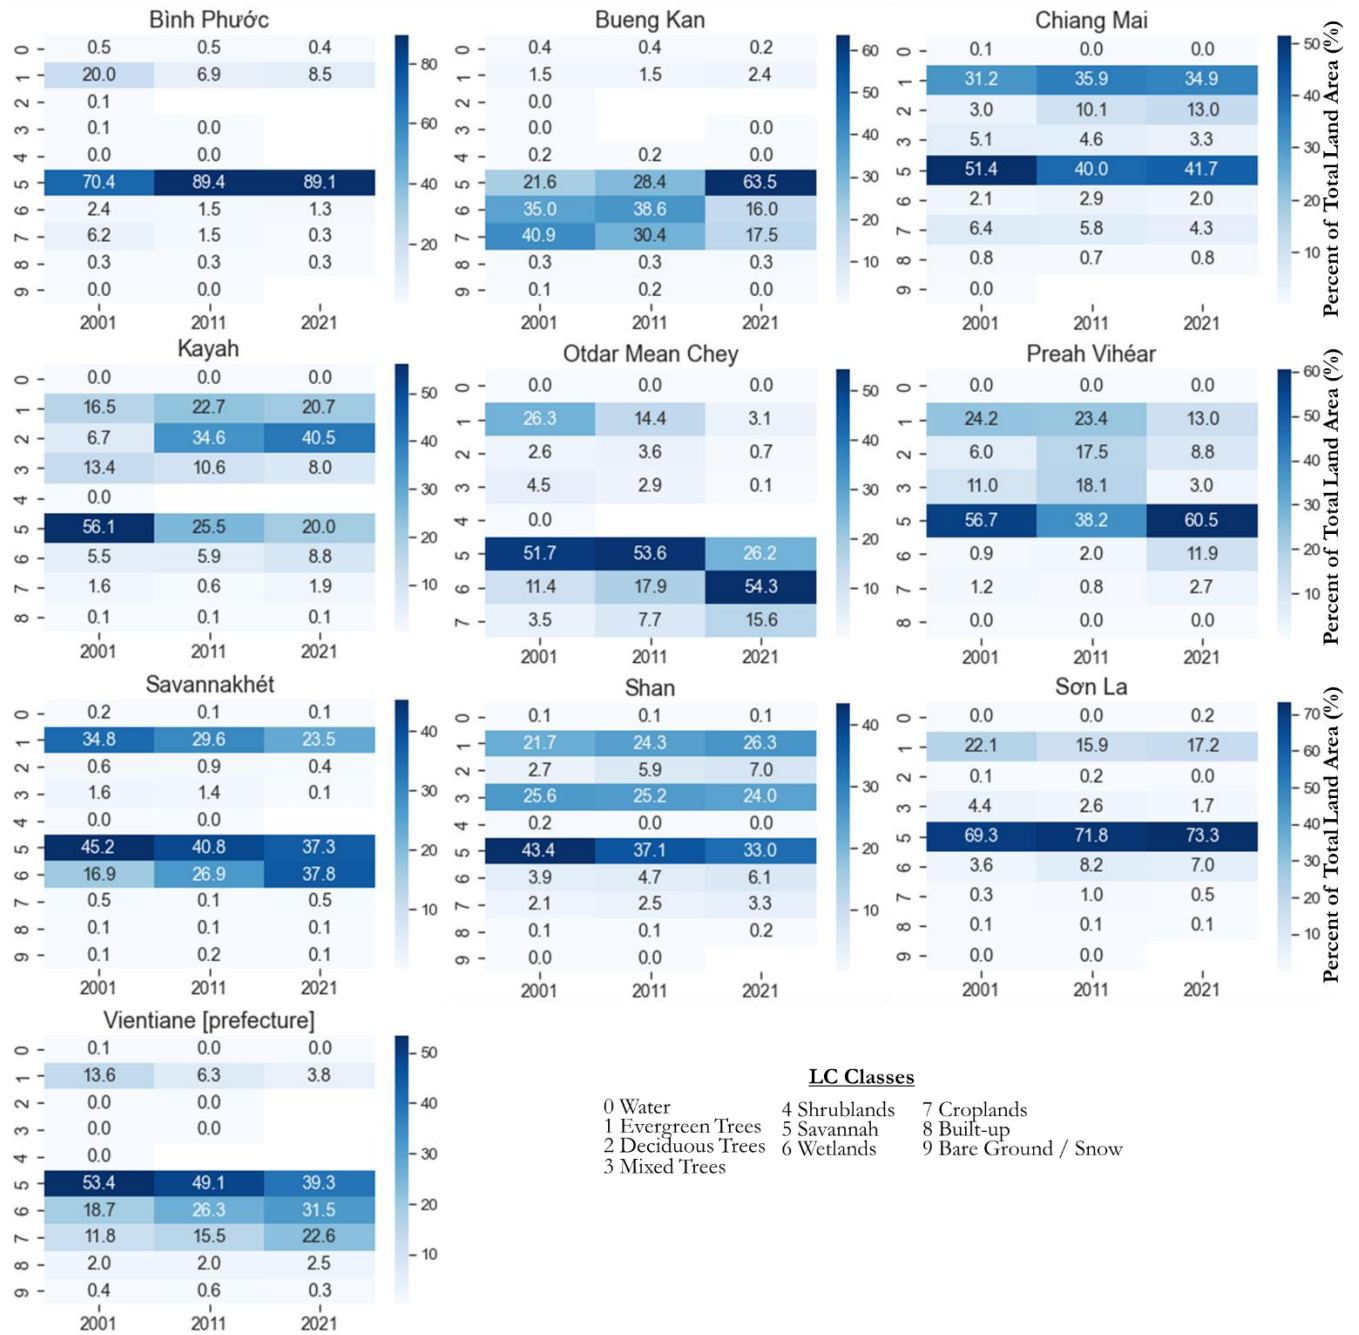 Bình Phước
0 0.5 0.5 0.4
1 20.0 6.9 8.5
2 0.1
3 0.1 0.0
4 0.0 0.0
5 70.4 89.4 89.1
6 2.4 1.5 1.3
7 6.2 1.5 0.3
8 0.3 0.3 0.3
9 0.0 0.0
2001 2011 2021
80
60
40
20
Bueng Kan
0 0.4 0.4 0.2
1 1.5 1.5 2.4
2 0.0
3 0.0 0.0
4 0.2 0.2 0.0
5 21.6 28.4 63.5
6 35.0 38.6 16.0
7 40.9 30.4 17.5
8 0.3 0.3 0.3
9 0.1 0.2 0.0
2001 2011 2021
60
50
40
30
20
10
Chiang Mai
0 0.1 0.0 0.0
1 31.2 35.9 34.9
2 3.0 10.1 13.0
3 5.1 4.6 3.3
5 51.4 40.0 41.7
6 2.1 2.9 2.0
7 6.4 5.8 4.3
8 0.8 0.7 0.8
9 0.0
2001 2011 2021
50
40
30
20
10
Percent of Total Land Area (%)
Kayah
0 0.0 0.0 0.0
1 16.5 22.7 20.7
2 6.7 34.6 40.5
3 13.4 10.6 8.0
4 0.0
5 56.1 25.5 20.0
6 5.5 5.9 8.8
7 1.6 0.6 1.9
8 0.1 0.1 0.1
2001 2011 2021
50
40
30
20
10
Otdar Mean Chey
0 0.0 0.0 0.0
1 26.3 14.4 3.1
2 2.6 3.6 0.7
3 4.5 2.9 0.1
4 0.0
5 51.7 53.6 26.2
6 11.4 17.9 54.3
7 3.5 7.7 15.6
2001 2011 2021
50
40
30
20
10
Preah Vihéar
0 0.0 0.0 0.0
1 24.2 23.4 13.0
2 6.0 17.5 8.8
3 11.0 18.1 3.0
5 56.7 38.2 60.5
6 0.9 2.0 11.9
7 1.2 0.8 2.7
8 0.0 0.0 0.0
2001 2011 2021
60
50
40
30
20
10
Percent of Total Land Area (%)
Savannakhét
0 0.2 0.1 0.1
1 34.8 29.6 23.5
2 0.6 0.9 0.4
3 1.6 1.4 0.1
4 0.0 0.0
5 45.2 40.8 37.3
6 16.9 26.9 37.8
7 0.5 0.1 0.5
8 0.1 0.1 0.1
9 0.1 0.2 0.1
2001 2011 2021
40
30
20
10
Shan
0 0.1 0.1 0.1
1 21.7 24.3 26.3
2 2.7 5.9 7.0
3 25.6 25.2 24.0
4 0.2 0.0 0.0
5 43.4 37.1 33.0
6 3.9 4.7 6.1
7 2.1 2.5 3.3
8 0.1 0.1 0.2
9 0.0 0.0
2001 2011 2021
40
30
20
10
Sơn La
0 0.0 0.0 0.2
1 22.1 15.9 17.2
2 0.1 0.2 0.0
3 4.4 2.6 1.7
5 69.3 71.8 73.3
6 3.6 8.2 7.0
7 0.3 1.0 0.5
8 0.1 0.1 0.1
9 0.0 0.0
2001 2011 2021
70
60
50
40
30
20
10
Percent of Total Land Area (%)
Vientiane [prefecture]
0 0.1 0.0 0.0
1 13.6 6.3 3.8
2 0.0 0.0
3 0.0 0.0
4 0.0
5 53.4 49.1 39.3
6 18.7 26.3 31.5
7 11.8 15.5 22.6
8 2.0 2.0 2.5
9 0.4 0.6 0.3
2001 2011 2021
50
40
30
20
10
LC Classes
0 Water
1 Evergreen Trees
2 Deciduous Trees
3 Mixed Trees
4 Shrublands
5 Savannah
6 Wetlands
7 Croplands
8 Built-up
9 Bare Ground / Snow